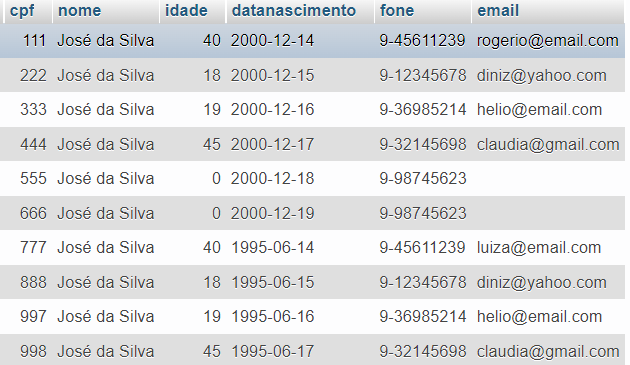 cpf nome idade datanascimento fone email
111 José da Silva 40 2000-12-14 9-45611239 rogerio@email.com
222 José da Silva 18 2000-12-15 9-12345678 diniz@yahoo.com
333 José da Silva 19 2000-12-16 9-36985214 helio@email.com
444 José da Silva 45 2000-12-17 9-32145698 claudia@gmail.com
555 José da Silva 0 2000-12-18 9-98745623
666 José da Silva 0 2000-12-19 9-98745623
777 José da Silva 40 1995-06-14 9-45611239 luiza@email.com
888 José da Silva 18 1995-06-15 9-12345678 diniz@yahoo.com
997 José da Silva 19 1995-06-16 9-36985214 helio@email.com
998 José da Silva 45 1995-06-17 9-32145698 claudia@gmail.com